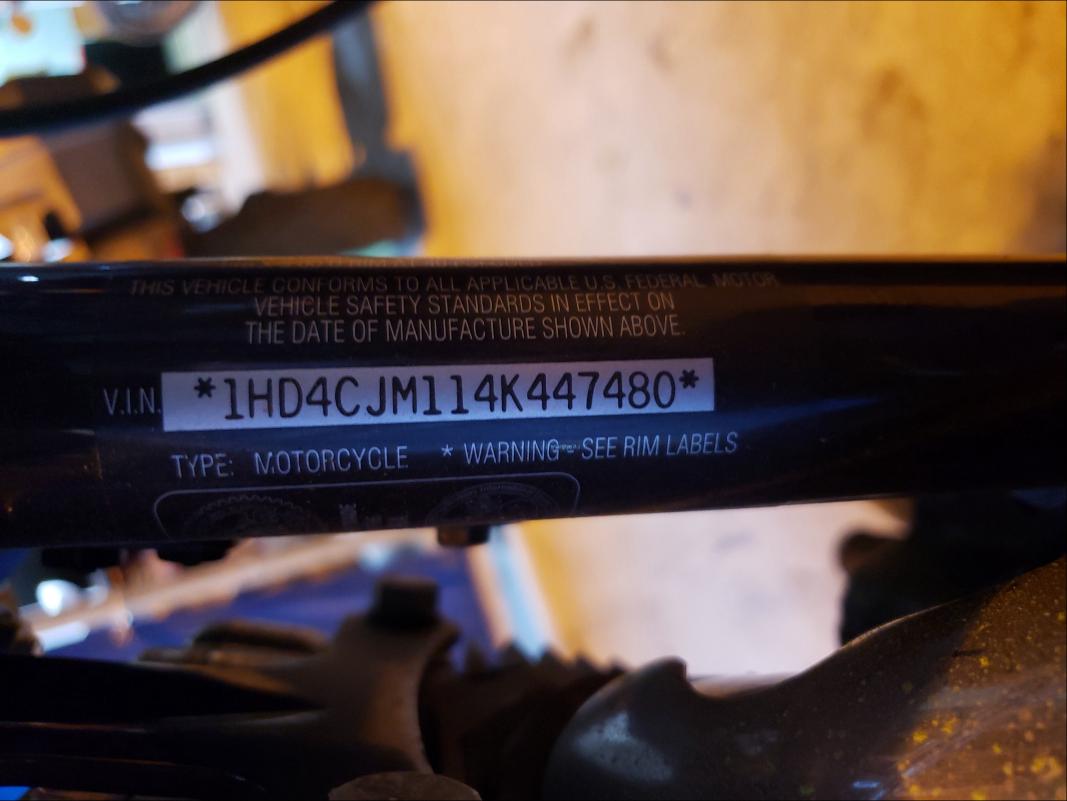 THIS VEHICLE CONFORMS TO ALL APPLICABLE U.S. FEDERAL MOTOR
VEHICLE SAFETY STANDARDS IN EFFECT ON
THE DATE OF MANUFACTURE SHOWN ABOVE.
V.I.N. *1HD4CJM114K447480*
TYPE: MOTORCYCLE * WARNING - SEE RIM LABELS